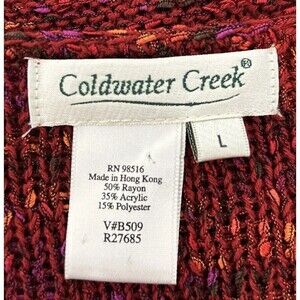 Coldwater Creek®
L
RN 98516
Made in Hong Kong
50% Rayon
35% Acrylic
15% Polyester
V#B509
R27685